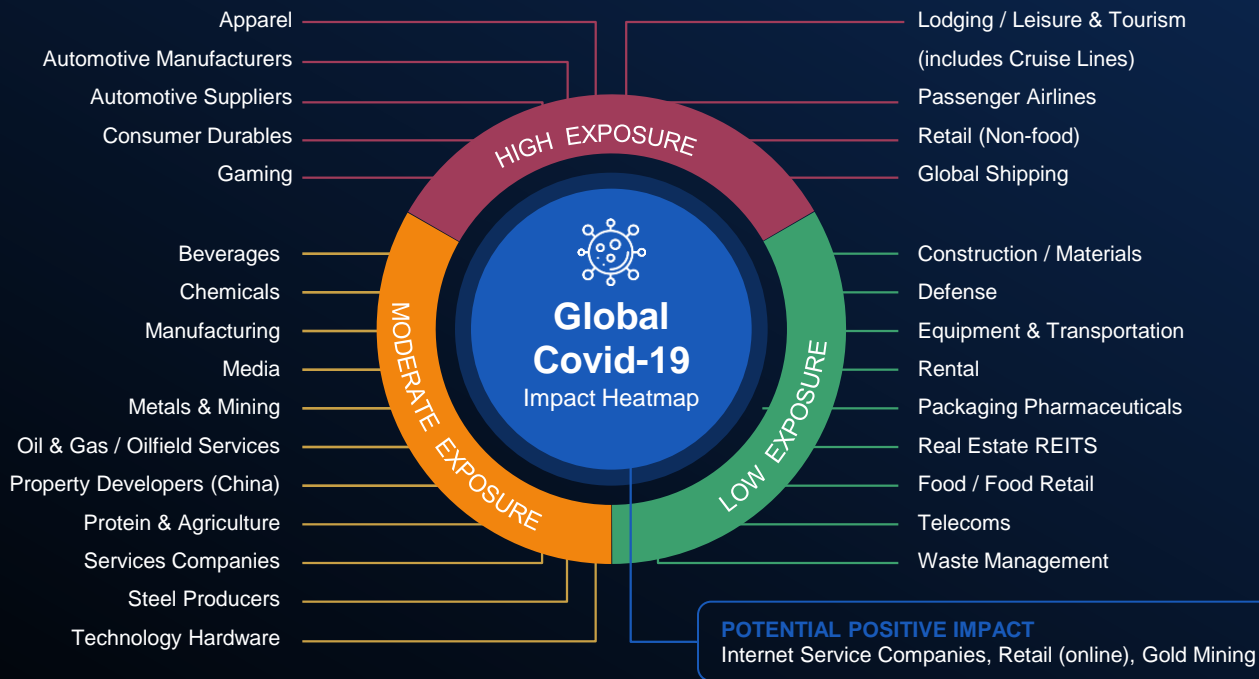 Apparel
Automotive Manufacturers
Automotive Suppliers
Consumer Durables
Gaming
Lodging / Leisure & Tourism
(includes Cruise Lines)
Passenger Airlines
Retail (Non-food)
Global Shipping
HIGH EXPOSURE
Beverages
Chemicals
Manufacturing
Media
Metals & Mining
Oil & Gas / Oilfield Services
Property Developers (China)
Protein & Agriculture
Services Companies
Steel Producers
Technology Hardware
MODERATE EXPOSURE
Global
Covid-19
Impact Heatmap
LOW EXPOSURE
Construction / Materials
Defense
Equipment & Transportation
Rental
Packaging Pharmaceuticals
Real Estate REITS
Food / Food Retail
Telecoms
Waste Management
POTENTIAL POSITIVE IMPACT
Internet Service Companies, Retail (online), Gold Mining